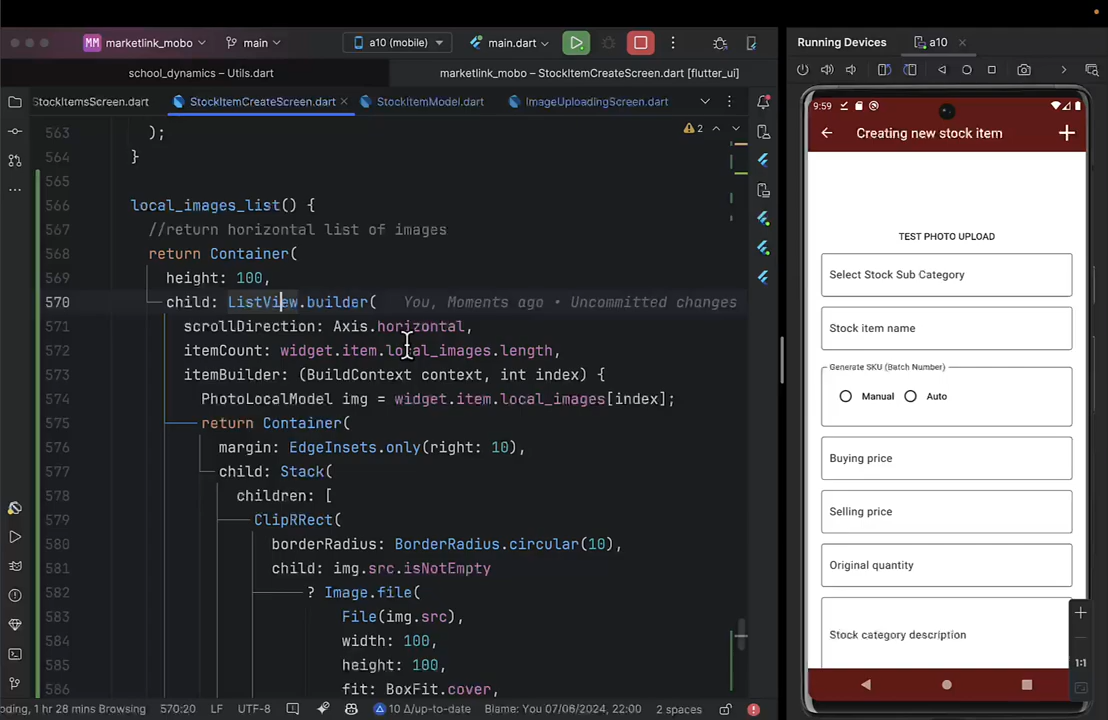 MM marketlink_mobo
main
a10 (mobile)
main.dart
Running Devices
a10
school_dynamics – Utils.dart
marketlink_mobo – StockItemCreateScreen.dart [flutter_ui]
StockItemsScreen.dart
StockItemCreateScreen.dart
StockItemModel.dart
ImageUploadingScreen.dart
563 );
2
564 }
565
566 local_images_list() {
567 //return horizontal list of images
568 return Container(
569 height: 100,
570 child: ListView.builder( You, Moments ago • Uncommitted changes
571 scrollDirection: Axis.horizontal,
572 itemCount: widget.item.local_images.length,
573 itemBuilder: (BuildContext context, int index) {
574 PhotoLocalModel img = widget.item.local_images[index];
575 return Container(
576 margin: EdgeInsets.only(right: 10),
577 child: Stack(
578 children: [
579 ClipRRect(
580 borderRadius: BorderRadius.circular(10),
581 child: img.src.isNotEmpty
582 ? Image.file(
583 File(img.src),
584 width: 100,
585 height: 100,
586 fit: BoxFit.cover,
9:59
Creating new stock item
TEST PHOTO UPLOAD
Select Stock Sub Category
Stock item name
Generate SKU (Batch Number)
Manual
Auto
Buying price
Selling price
Original quantity
Stock category description
1:1
oding, 1 hr 28 mins Browsing
570:20
LF
UTF-8
10 Δ/up-to-date
Blame: You 07/06/2024, 22:00
2 spaces